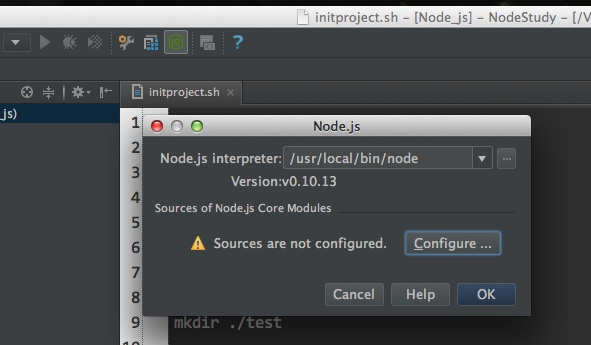 initproject.sh – [Node_js] – NodeStudy – [/V
?
_js)
initproject.sh ×
1
Node.js
2
Node.js interpreter: /usr/local/bin/node ...
3
Version:v0.10.13
4
Sources of Node.js Core Modules
5
6
Sources are not configured. Configure ...
7
8
Cancel Help OK
9 mkdir ./test
10